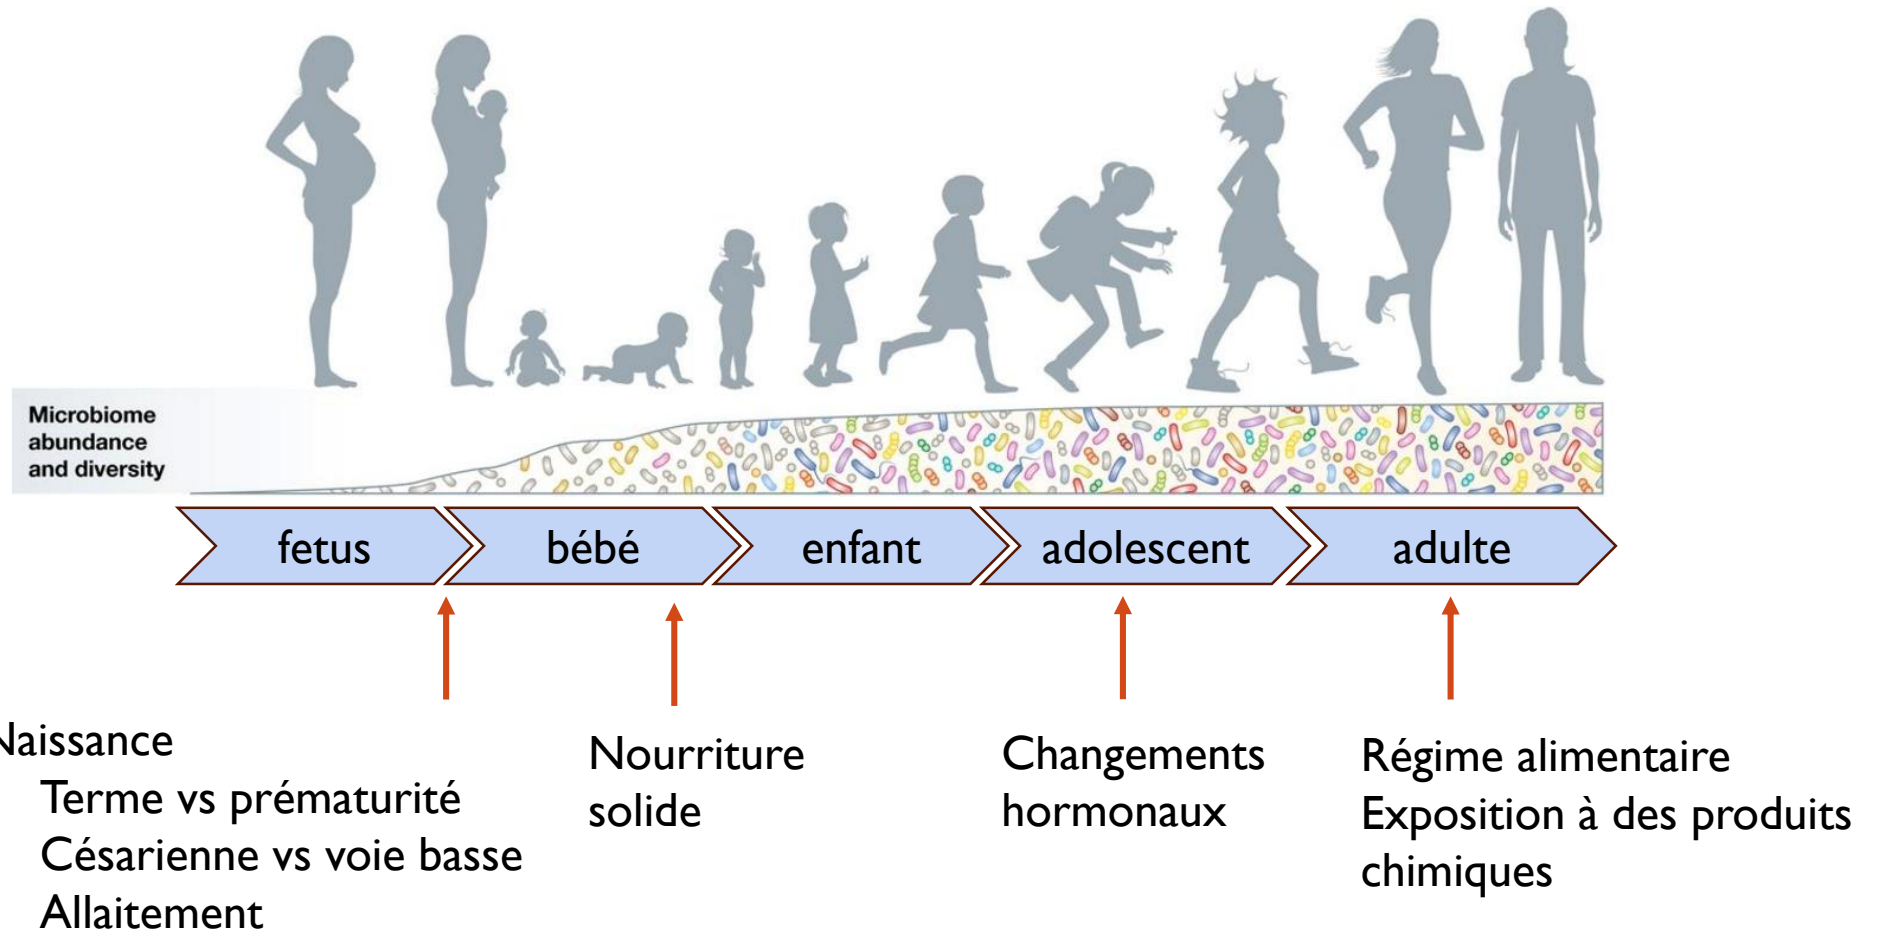 Microbiome
abundance
and diversity
fetus
bébé
enfant
adolescent
adulte
Naissance
Terme vs prématurité
Césarienne vs voie basse
Allaitement
Nourriture
solide
Changements
hormonaux
Régime alimentaire
Exposition à des produits
chimiques